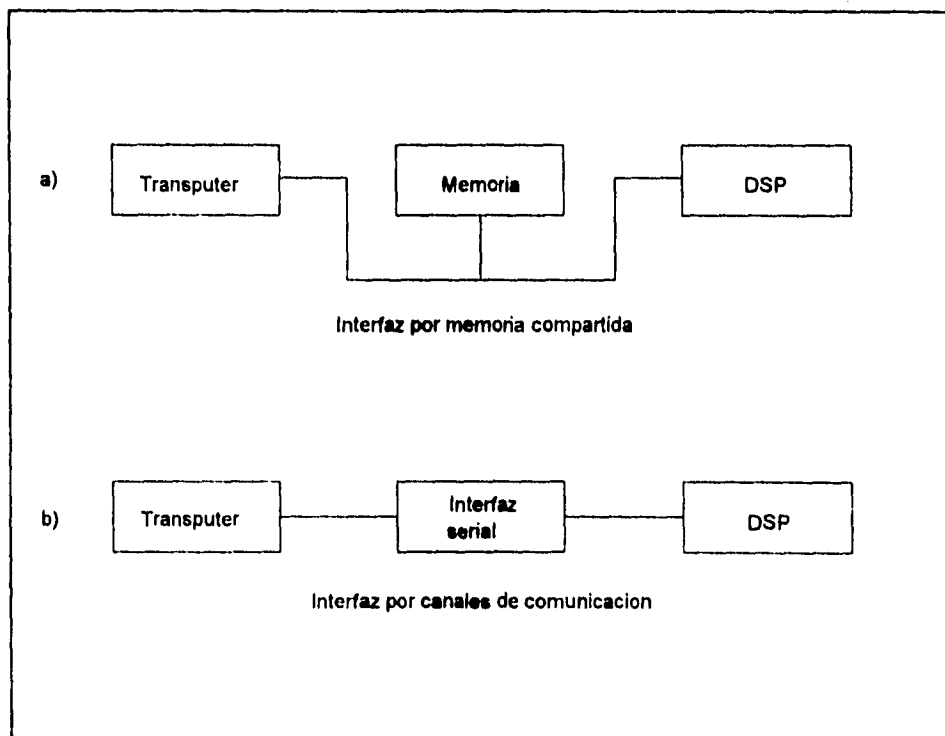 a)
Transputer
Memoria
DSP
Interfaz por memoria compartida
b)
Transputer
Interfaz
serial
DSP
Interfaz por canales de comunicacion